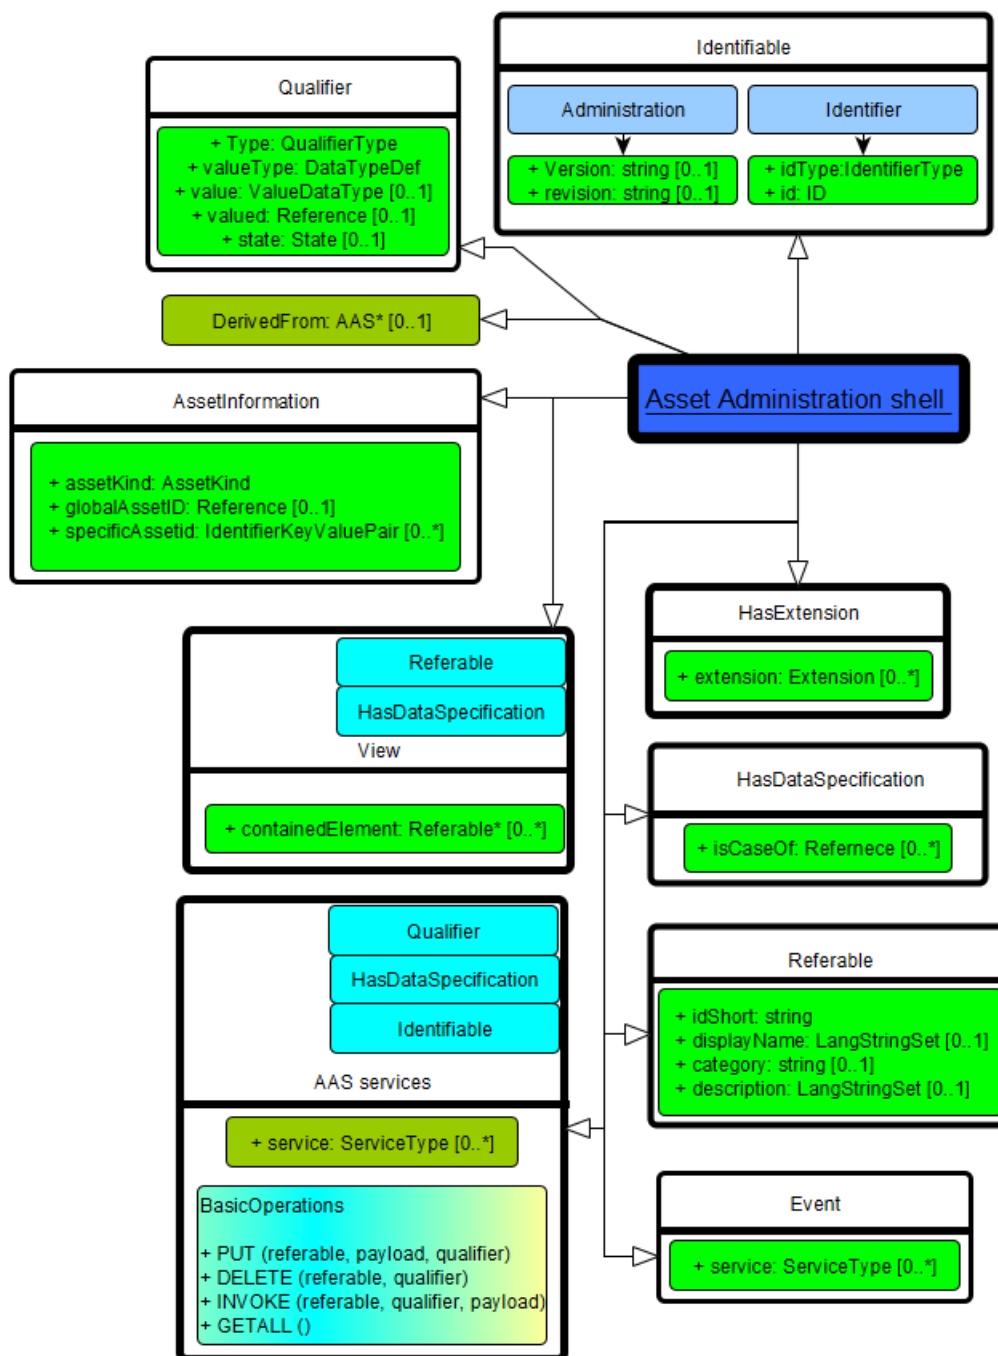 Identifiable
Administration
Identifier
+ Version: string [0..1]
+ revision: string [0..1]
+ idType:IdentifierType
+ id: ID
Qualifier
+ Type: QualifierType
+ valueType: DataTypeDef
+ value: ValueDataType [0..1]
+ valued: Reference [0..1]
+ state: State [0..1]
DerivedFrom: AAS* [0..1]
Asset Administration shell
AssetInformation
+ assetKind: AssetKind
+ globalAssetID: Reference [0..1]
+ specificAssetid: IdentifierKeyValuePair [0..*]
HasExtension
+ extension: Extension [0..*]
Referable
HasDataSpecification
View
+ containedElement: Referable* [0..*]
HasDataSpecification
+ isCaseOf: Refernece [0..*]
Qualifier
HasDataSpecification
Identifiable
AAS services
+ service: ServiceType [0..*]
BasicOperations
+ PUT (referable, payload, qualifier)
+ DELETE (referable, qualifier)
+ INVOKE (referable, qualifier, payload)
+ GETALL ()
Referable
+ idShort: string
+ displayName: LangStringSet [0..1]
+ category: string [0..1]
+ description: LangStringSet [0..1]
Event
+ service: ServiceType [0..*]